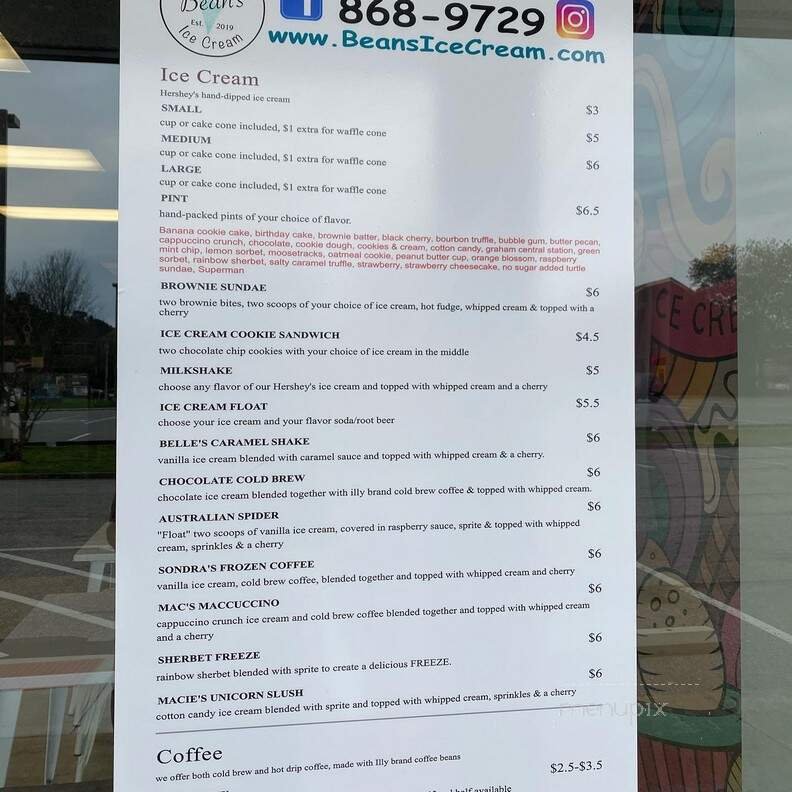 Bean's
Est. 2019
Ice Cream
868-9729
www.BeansIceCream.com
Ice Cream
Hershey's hand-dipped ice cream
SMALL $3
cup or cake cone included, $1 extra for waffle cone
MEDIUM $5
cup or cake cone included, $1 extra for waffle cone
LARGE $6
cup or cake cone included, $1 extra for waffle cone
PINT $6.5
hand-packed pints of your choice of flavor.
Banana cookie cake, birthday cake, brownie batter, black cherry, bourbon truffle, bubble gum, butter pecan,
cappuccino crunch, chocolate, cookie dough, cookies & cream, cotton candy, graham central station, green
mint chip, lemon sorbet, moosetracks, oatmeal cookie, peanut butter cup, orange blossom, raspberry
sorbet, rainbow sherbet, salty caramel truffle, strawberry, strawberry cheesecake, no sugar added turtle
sundae, Superman
BROWNIE SUNDAE $6
two brownie bites, two scoops of your choice of ice cream, hot fudge, whipped cream & topped with a
cherry
ICE CREAM COOKIE SANDWICH $4.5
two chocolate chip cookies with your choice of ice cream in the middle
MILKSHAKE $5
choose any flavor of our Hershey's ice cream and topped with whipped cream and a cherry
ICE CREAM FLOAT $5.5
choose your ice cream and your flavor soda/root beer
BELLE'S CARAMEL SHAKE $6
vanilla ice cream blended with caramel sauce and topped with whipped cream & a cherry.
CHOCOLATE COLD BREW $6
chocolate ice cream blended together with illy brand cold brew coffee & topped with whipped cream.
AUSTRALIAN SPIDER $6
"Float" two scoops of vanilla ice cream, covered in raspberry sauce, sprite & topped with whipped
cream, sprinkles & a cherry
SONDRA'S FROZEN COFFEE $6
vanilla ice cream, cold brew coffee, blended together and topped with whipped cream and cherry
MAC'S MACCUCCINO $6
cappuccino crunch ice cream and cold brew coffee blended together and topped with whipped cream
and a cherry
SHERBET FREEZE $6
rainbow sherbet blended with sprite to create a delicious FREEZE.
MACIE'S UNICORN SLUSH $6
cotton candy ice cream blended with sprite and topped with whipped cream, sprinkles & a cherry
Coffee
we offer both cold brew and hot drip coffee, made with Illy brand coffee beans $2.5-$3.5
half available
ICE CRE
menupix